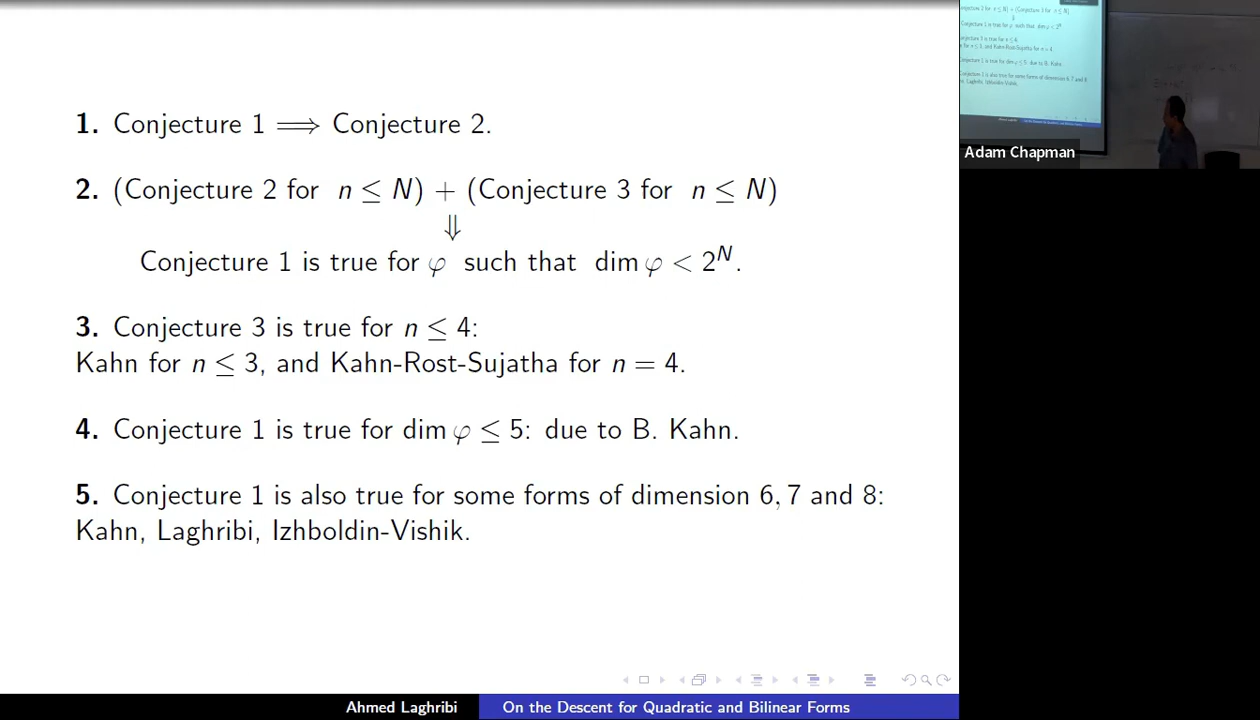 1. Conjecture 1 ⟹ Conjecture 2.
2. (Conjecture 2 for n ≤ N) + (Conjecture 3 for n ≤ N)
⇓
Conjecture 1 is true for φ such that dim φ < 2^N.
3. Conjecture 3 is true for n ≤ 4:
Kahn for n ≤ 3, and Kahn-Rost-Sujatha for n = 4.
4. Conjecture 1 is true for dim φ ≤ 5: due to B. Kahn.
5. Conjecture 1 is also true for some forms of dimension 6, 7 and 8:
Kahn, Laghribi, Izhboldin-Vishik.
Ahmed Laghribi On the Descent for Quadratic and Bilinear Forms
Adam Chapman